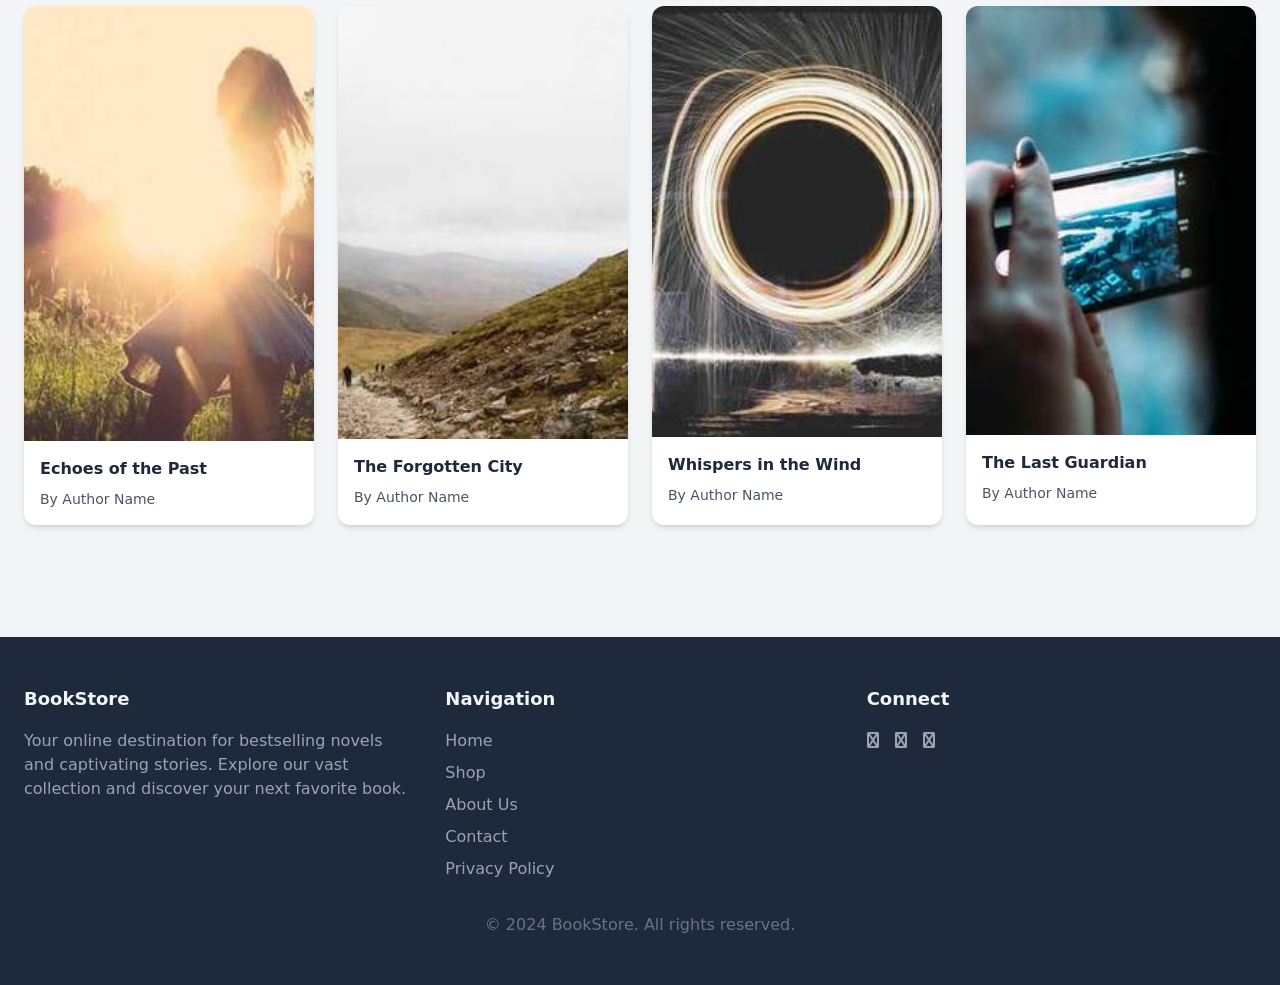 Echoes of the Past
By Author Name
The Forgotten City
By Author Name
Whispers in the Wind
By Author Name
The Last Guardian
By Author Name
BookStore
Your online destination for bestselling novels
and captivating stories. Explore our vast
collection and discover your next favorite book.
Navigation
Home
Shop
About Us
Contact
Privacy Policy
Connect
© 2024 BookStore. All rights reserved.